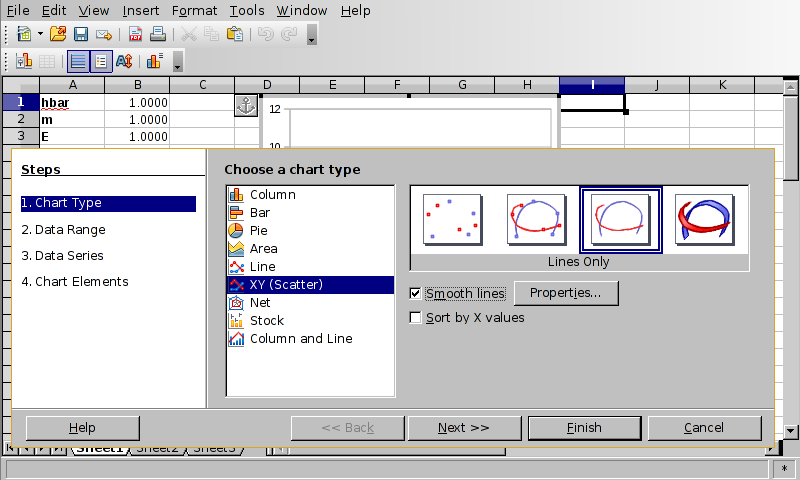 File Edit View Insert Format Tools Window Help
A B C D E F G H I J K
1 hbar 1.0000
2 m 1.0000
3 E 1.0000
12
10
Steps
1. Chart Type
2. Data Range
3. Data Series
4. Chart Elements
Choose a chart type
Column
Bar
Pie
Area
Line
XY (Scatter)
Net
Stock
Column and Line
Lines Only
Smooth lines
Properties...
Sort by X values
Help << Back Next >> Finish Cancel
Sheet1 Sheet2 Sheet3
*